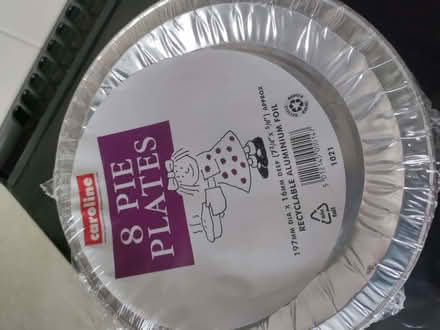 caroline
8 PIE
PLATES
197MM DIA X 16MM DEEP (7¾" X ⅝") APPROX
RECYCLABLE ALUMINIUM FOIL
1021